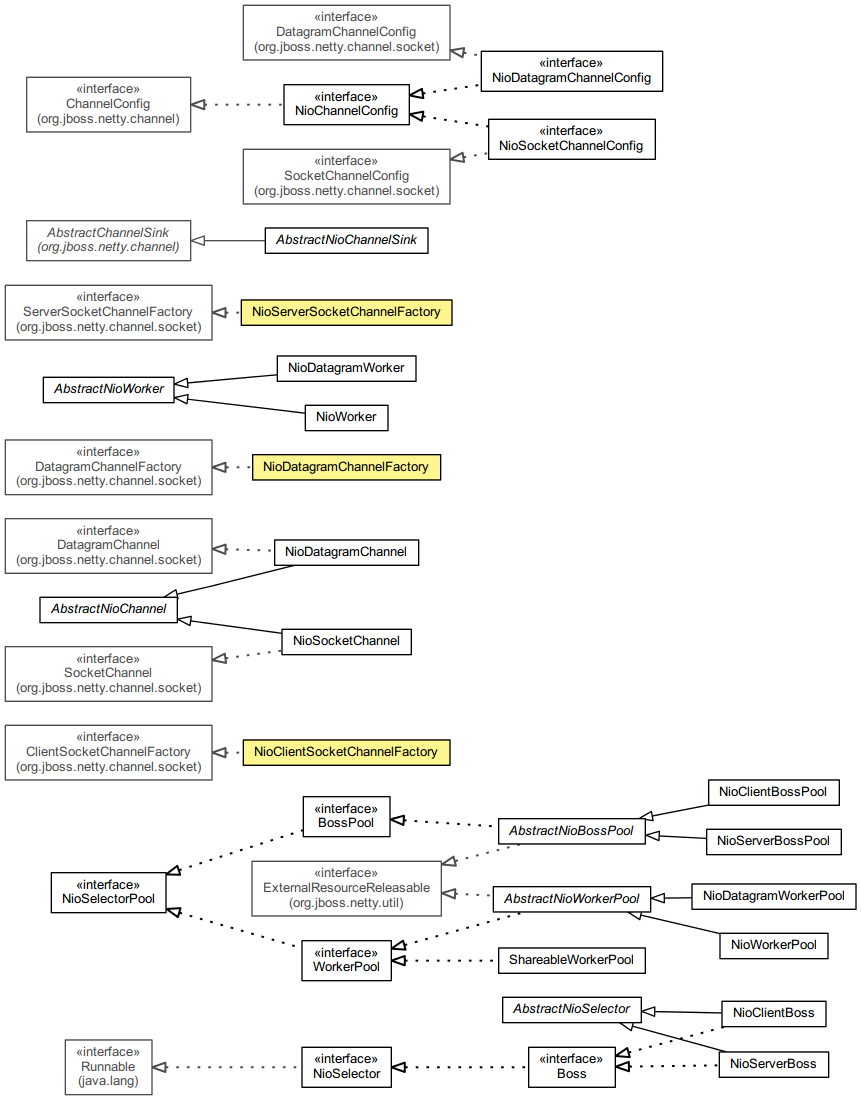 «interface»
DatagramChannelConfig
(org.jboss.netty.channel.socket)
«interface»
NioDatagramChannelConfig
«interface»
ChannelConfig
(org.jboss.netty.channel)
«interface»
NioChannelConfig
«interface»
NioSocketChannelConfig
«interface»
SocketChannelConfig
(org.jboss.netty.channel.socket)
AbstractChannelSink
(org.jboss.netty.channel)
AbstractNioChannelSink
«interface»
ServerSocketChannelFactory
(org.jboss.netty.channel.socket)
NioServerSocketChannelFactory
NioDatagramWorker
AbstractNioWorker
NioWorker
«interface»
DatagramChannelFactory
(org.jboss.netty.channel.socket)
NioDatagramChannelFactory
«interface»
DatagramChannel
(org.jboss.netty.channel.socket)
NioDatagramChannel
AbstractNioChannel
NioSocketChannel
«interface»
SocketChannel
(org.jboss.netty.channel.socket)
«interface»
ClientSocketChannelFactory
(org.jboss.netty.channel.socket)
NioClientSocketChannelFactory
NioClientBossPool
«interface»
BossPool
AbstractNioBossPool
NioServerBossPool
«interface»
ExternalResourceReleasable
(org.jboss.netty.util)
«interface»
NioSelectorPool
AbstractNioWorkerPool
NioDatagramWorkerPool
NioWorkerPool
«interface»
WorkerPool
ShareableWorkerPool
AbstractNioSelector
NioClientBoss
«interface»
Runnable
(java.lang)
«interface»
NioSelector
«interface»
Boss
NioServerBoss